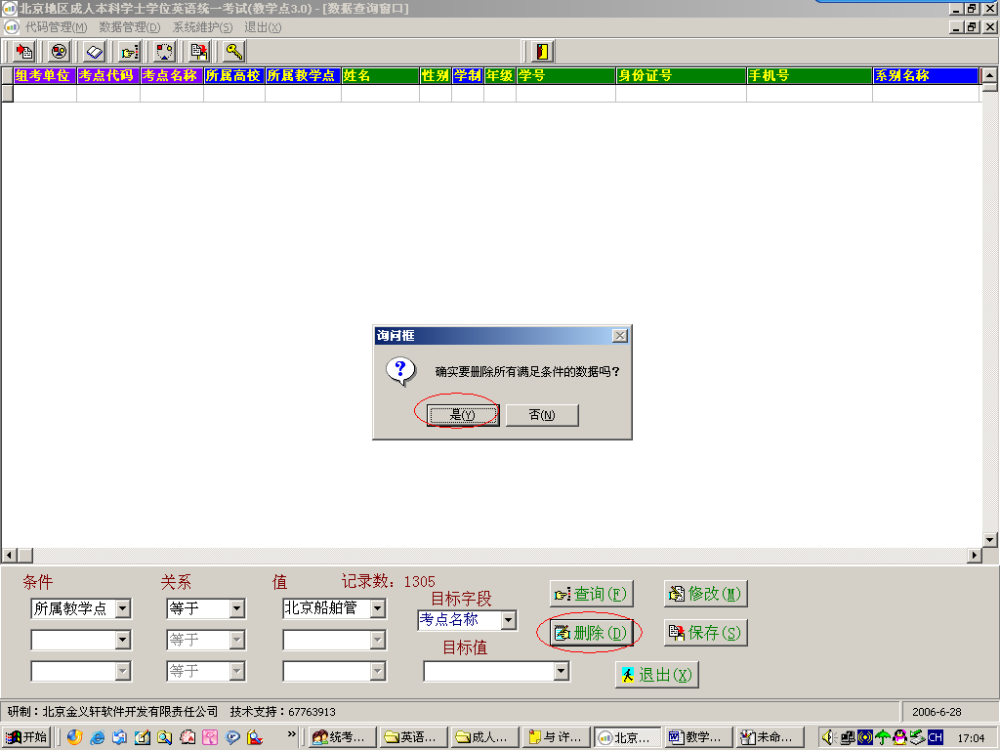 北京地区成人本科学士学位英语统一考试(教学点3.0) - [数据查询窗口]
代码管理(M) 数据管理(D) 系统维护(S) 退出(X)
组考单位 考点代码 考点名称 所属高校 所属教学点 姓名 性别 学制 年级 学号 身份证号 手机号 系别名称
询问框
确实要删除所有满足条件的数据吗?
是(Y) 否(N)
条件 关系 值 记录数: 1305
目标字段
所属教学点 等于 北京船舶管
考点名称
等于
目标值
等于
查询(F) 修改(M)
删除(D) 保存(S)
退出(X)
研制：北京金义轩软件开发有限责任公司 技术支持：67763913 2006-6-28
开始 » 统考... 英语... 成人... 与 许... 北京... 教学... 未命... CH 17:04